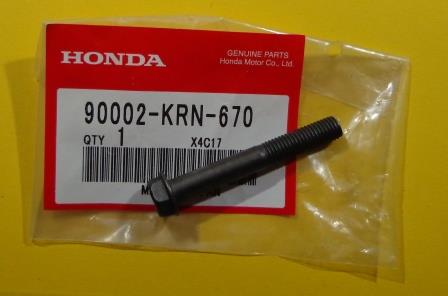 HONDA
GENUINE PARTS
Honda Motor Co., Ltd.
90002-KRN-670
QTY 1 X4C17